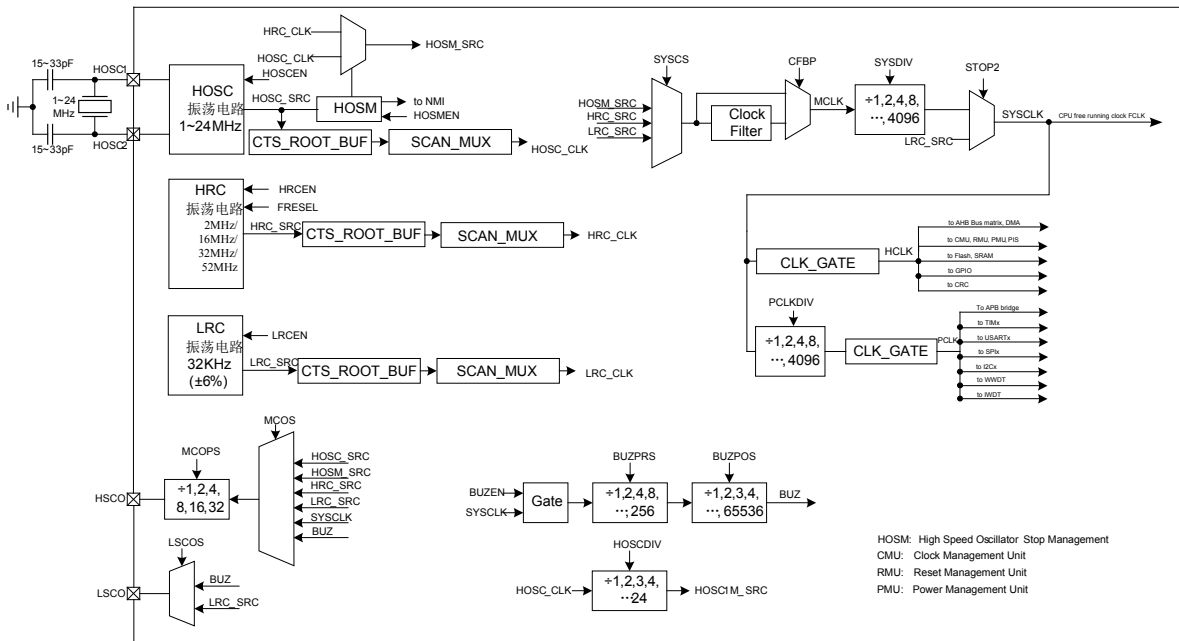 HRC_CLK
HOSC_CLK
HOSM_SRC
15~33pF
HOSC1
1~24
MHz
15~33pF
HOSC2
HOSC
振荡电路
1~24MHz
HOSCEN
HOSC_SRC
HOSM
to NMI
HOSMEN
CTS_ROOT_BUF
SCAN_MUX
HOSC_CLK
SYSCS
HOSM_SRC
HRC_SRC
LRC_SRC
Clock
Filter
CFBP
MCLK
SYSDIV
÷1,2,4,8,
…,4096
STOP2
LRC_SRC
SYSCLK
CPU free running clock FCLK
HRC
振荡电路
2MHz/
16MHz/
32MHz/
52MHz
HRCEN
FRESEL
HRC_SRC
CTS_ROOT_BUF
SCAN_MUX
HRC_CLK
CLK_GATE
HCLK
to AHB Bus matrix, DMA
to CMU, RMU, PMU,PIS
to Flash, SRAM
to GPIO
to CRC
LRC
振荡电路
32KHz
(±6%)
LRCEN
LRC_SRC
CTS_ROOT_BUF
SCAN_MUX
LRC_CLK
PCLKDIV
÷1,2,4,8,
…,4096
CLK_GATE
PCLK
To APB bridge
to TIMx
to USARTx
to SPIx
to I2Cx
to WWDT
to IWDT
MCOS
MCOPS
HSCO
÷1,2,4,
8,16,32
HOSC_SRC
HOSM_SRC
HRC_SRC
LRC_SRC
SYSCLK
BUZ
LSCOS
LSCO
BUZ
LRC_SRC
BUZEN
SYSCLK
Gate
BUZPRS
÷1,2,4,8,
…,256
BUZPOS
÷1,2,3,4,
…,65536
BUZ
HOSCDIV
HOSC_CLK
÷1,2,3,4,
…24
HOSC1M_SRC
HOSM: High Speed Oscillator Stop Management
CMU: Clock Management Unit
RMU: Reset Management Unit
PMU: Power Management Unit